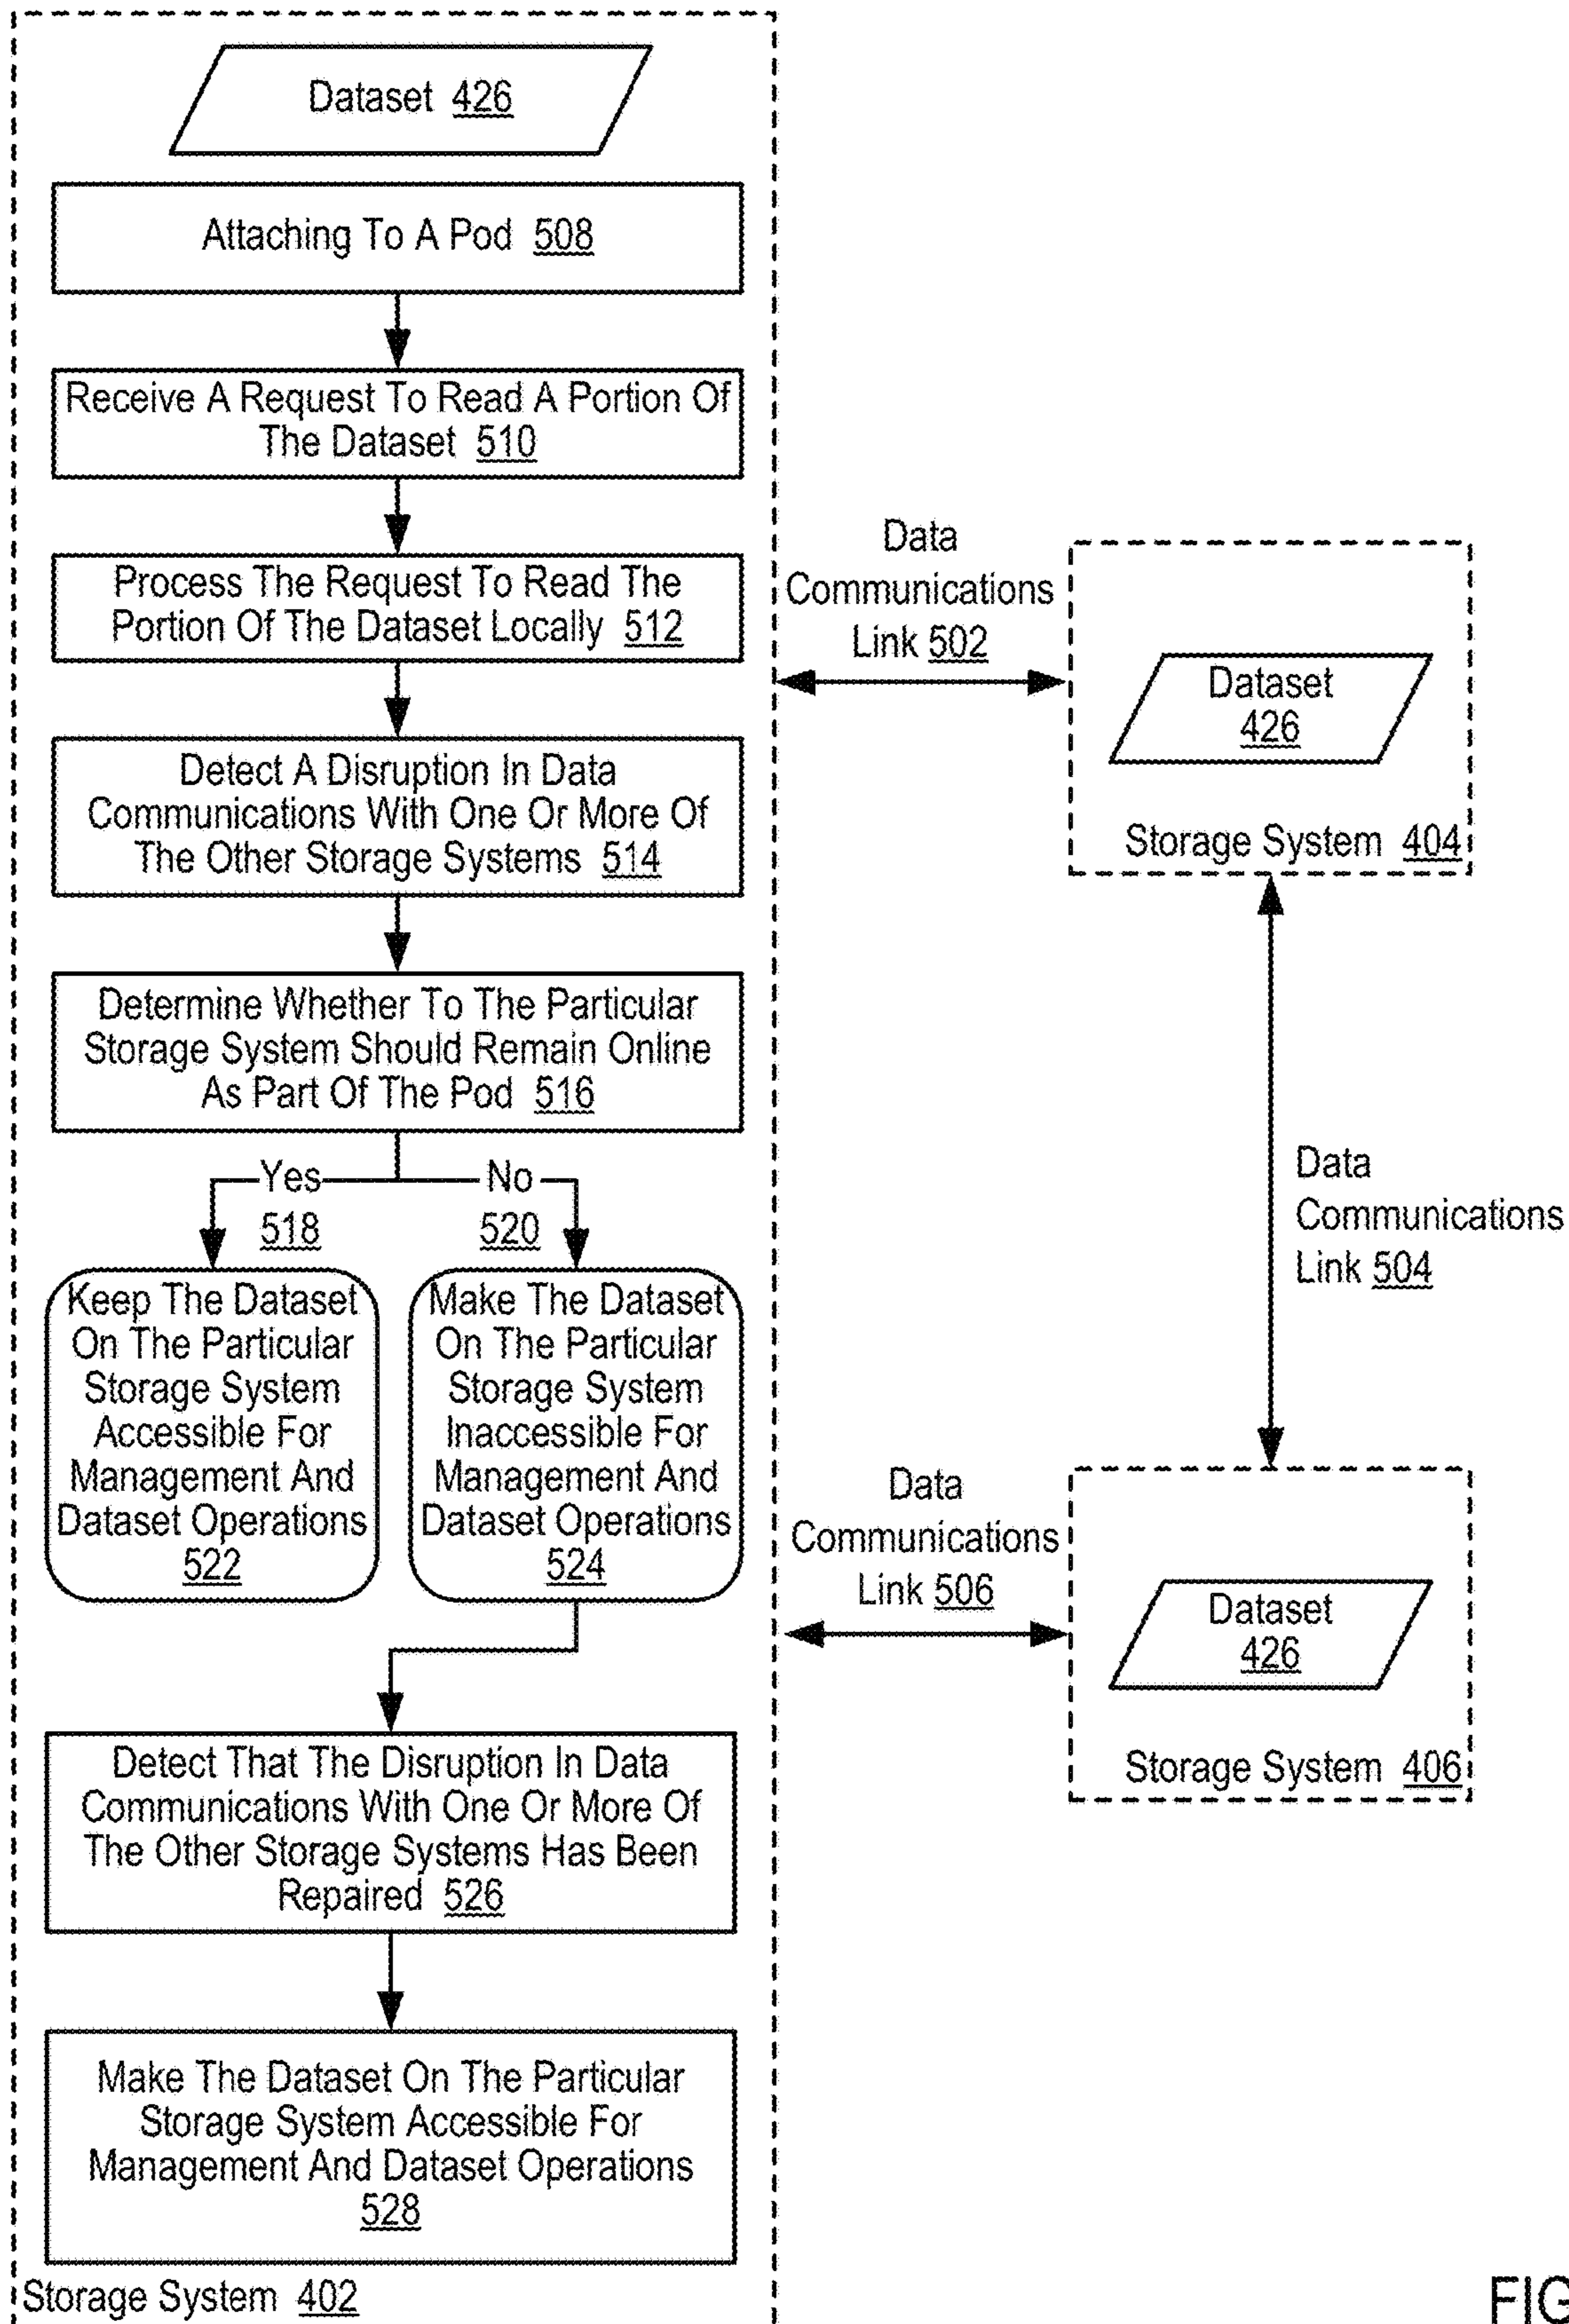 Dataset 426
Attaching To A Pod 508
Receive A Request To Read A Portion Of
The Dataset 510
Process The Request To Read The
Portion Of The Dataset Locally 512
Detect A Disruption In Data
Communications With One Or More Of
The Other Storage Systems 514
Determine Whether To The Particular
Storage System Should Remain Online
As Part Of The Pod 516
Yes
518
No
520
Keep The Dataset
On The Particular
Storage System
Accessible For
Management And
Dataset Operations
522
Make The Dataset
On The Particular
Storage System
Inaccessible For
Management And
Dataset Operations
524
Detect That The Disruption In Data
Communications With One Or More Of
The Other Storage Systems Has Been
Repaired 526
Make The Dataset On The Particular
Storage System Accessible For
Management And Dataset Operations
528
Storage System 402
Data
Communications
Link 502
Dataset
426
Storage System 404
Data
Communications
Link 504
Data
Communications
Link 506
Dataset
426
Storage System 406
FIG